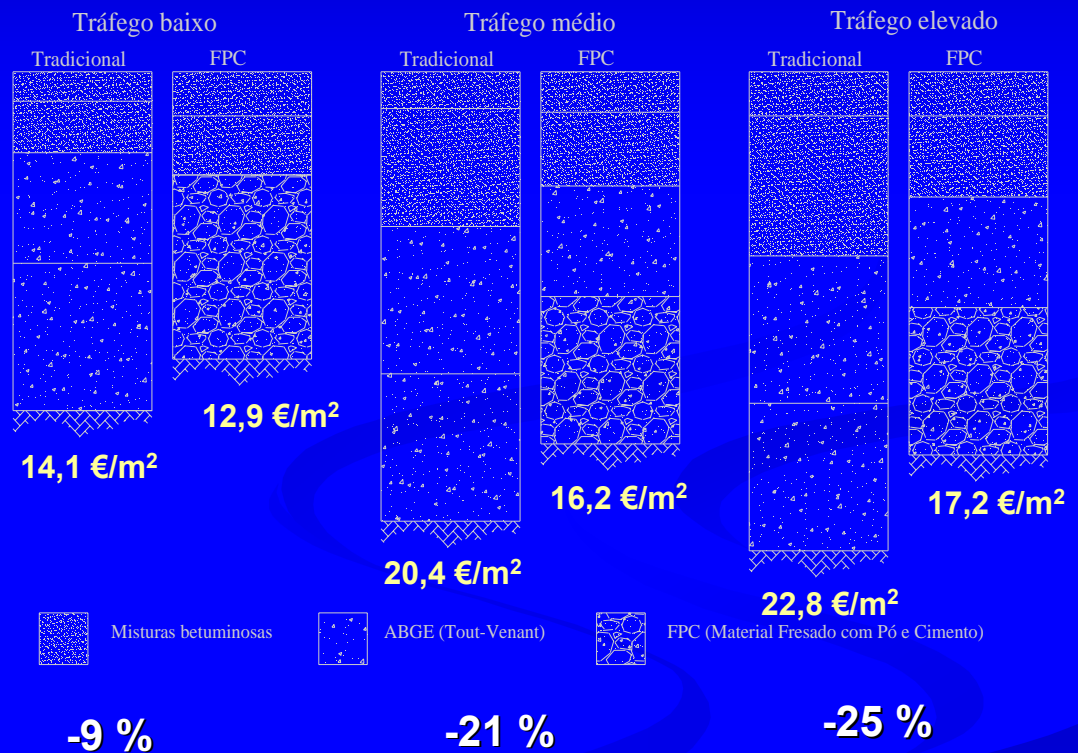 Tráfego baixo
Tráfego médio
Tráfego elevado
Tradicional
FPC
Tradicional
FPC
Tradicional
FPC
12,9 €/m²
14,1 €/m²
16,2 €/m²
20,4 €/m²
17,2 €/m²
22,8 €/m²
Misturas betuminosas
ABGE (Tout-Venant)
FPC (Material Fresado com Pó e Cimento)
-9 %
-21 %
-25 %